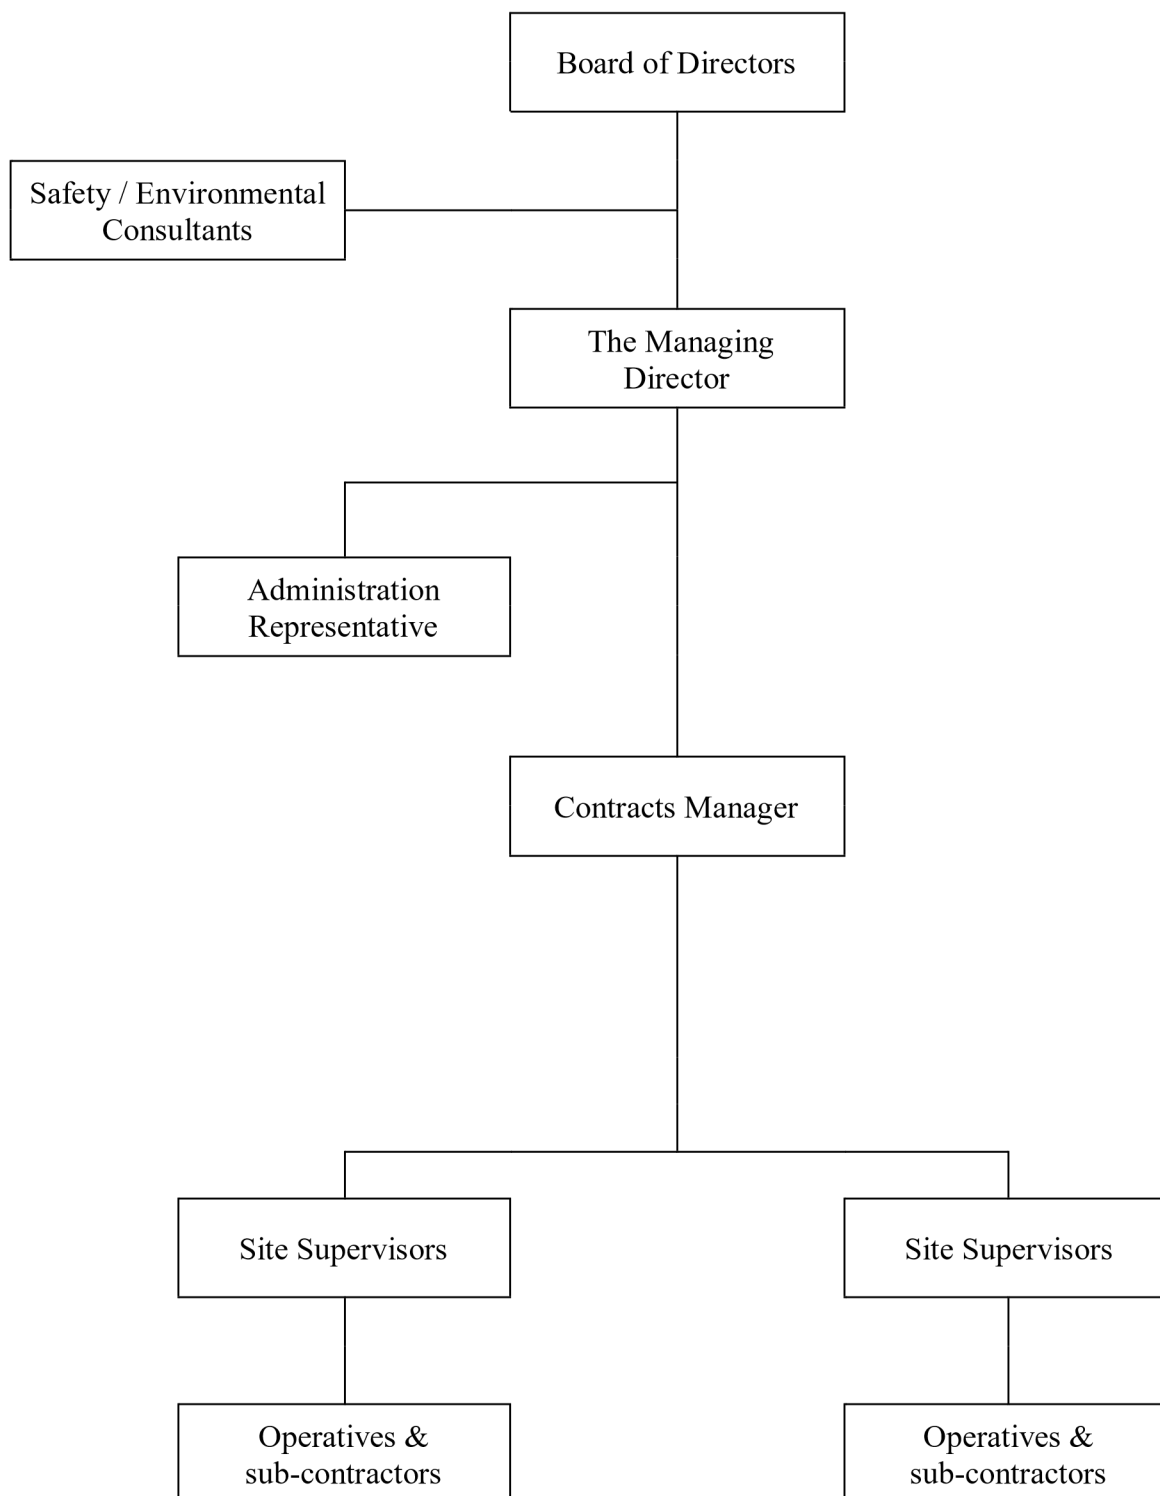 Board of Directors
Safety / Environmental
Consultants
The Managing
Director
Administration
Representative
Contracts Manager
Site Supervisors
Site Supervisors
Operatives &
sub-contractors
Operatives &
sub-contractors